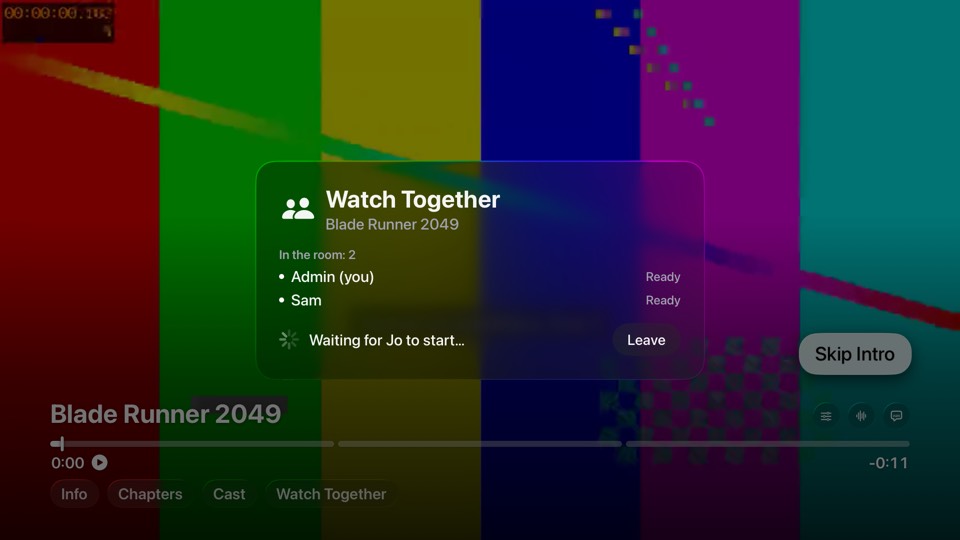 Watch Together
Blade Runner 2049
In the room: 2
• Admin (you) Ready
• Sam Ready
Waiting for Jo to start... Leave
Skip Intro
Blade Runner 2049
0:00 -0:11
Info Chapters Cast Watch Together